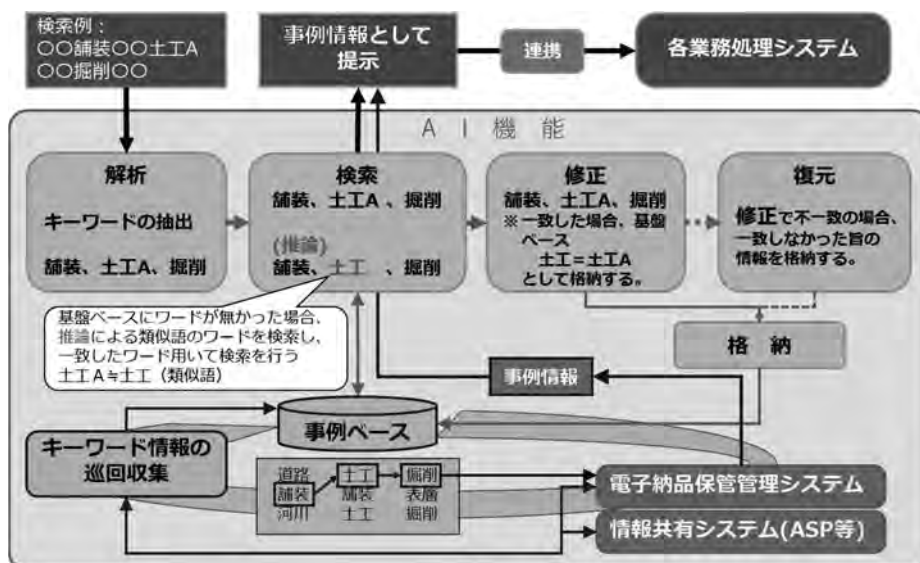 検索例：
〇〇舗装〇〇土工A
〇〇掘削〇〇
事例情報として
提示
連携
各業務処理システム
AI機能
解析
キーワードの抽出
舗装、土工A、掘削
検索
舗装、土工A、掘削
(推論)
舗装、土工　、掘削
修正
舗装、土工A、掘削
※一致した場合、基盤
ベース
土工＝土工A
として格納する。
復元
修正で不一致の場合、
一致しなかった旨の
情報を格納する。
基盤ベースにワードが無かった場合、
推論による類似語のワードを検索し、
一致したワード用いて検索を行う
土工A≒土工（類似語）
格　納
事例情報
事例ベース
キーワード情報の
巡回収集
道路　土工　掘削
舗装　舗装　表層
河川　土工　掘削
電子納品保管管理システム
情報共有システム(ASP等)